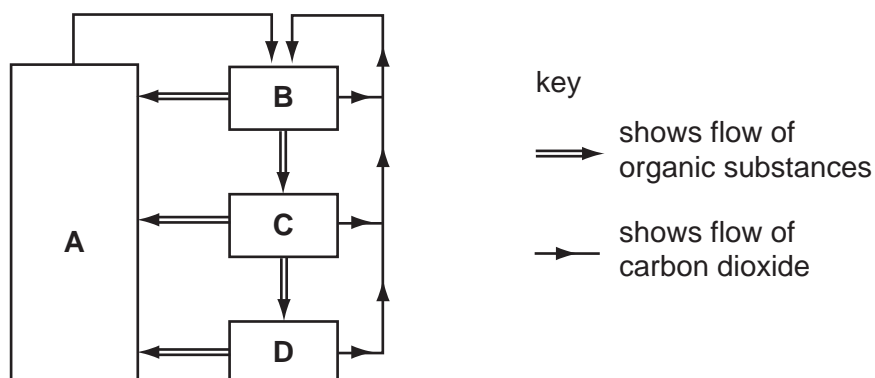 B
key
shows flow of
organic substances
A
C
shows flow of
carbon dioxide
D